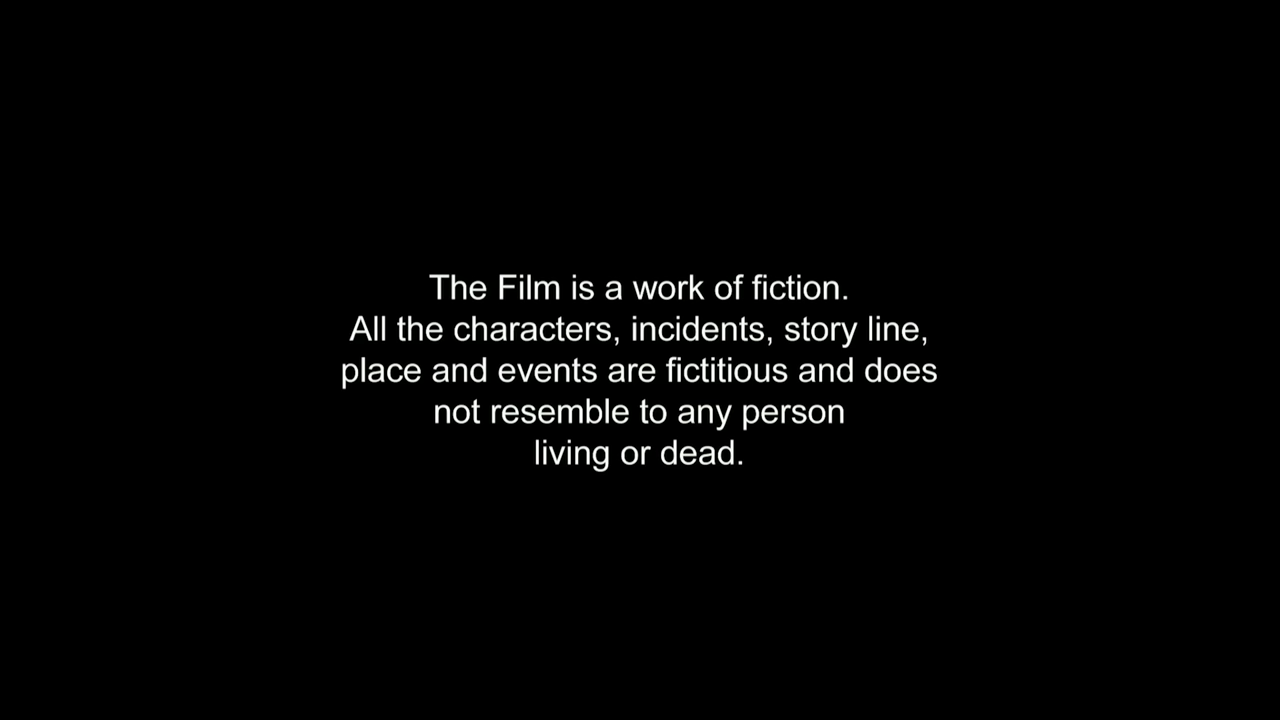 The Film is a work of fiction.
All the characters, incidents, story line,
place and events are fictitious and does
not resemble to any person
living or dead.